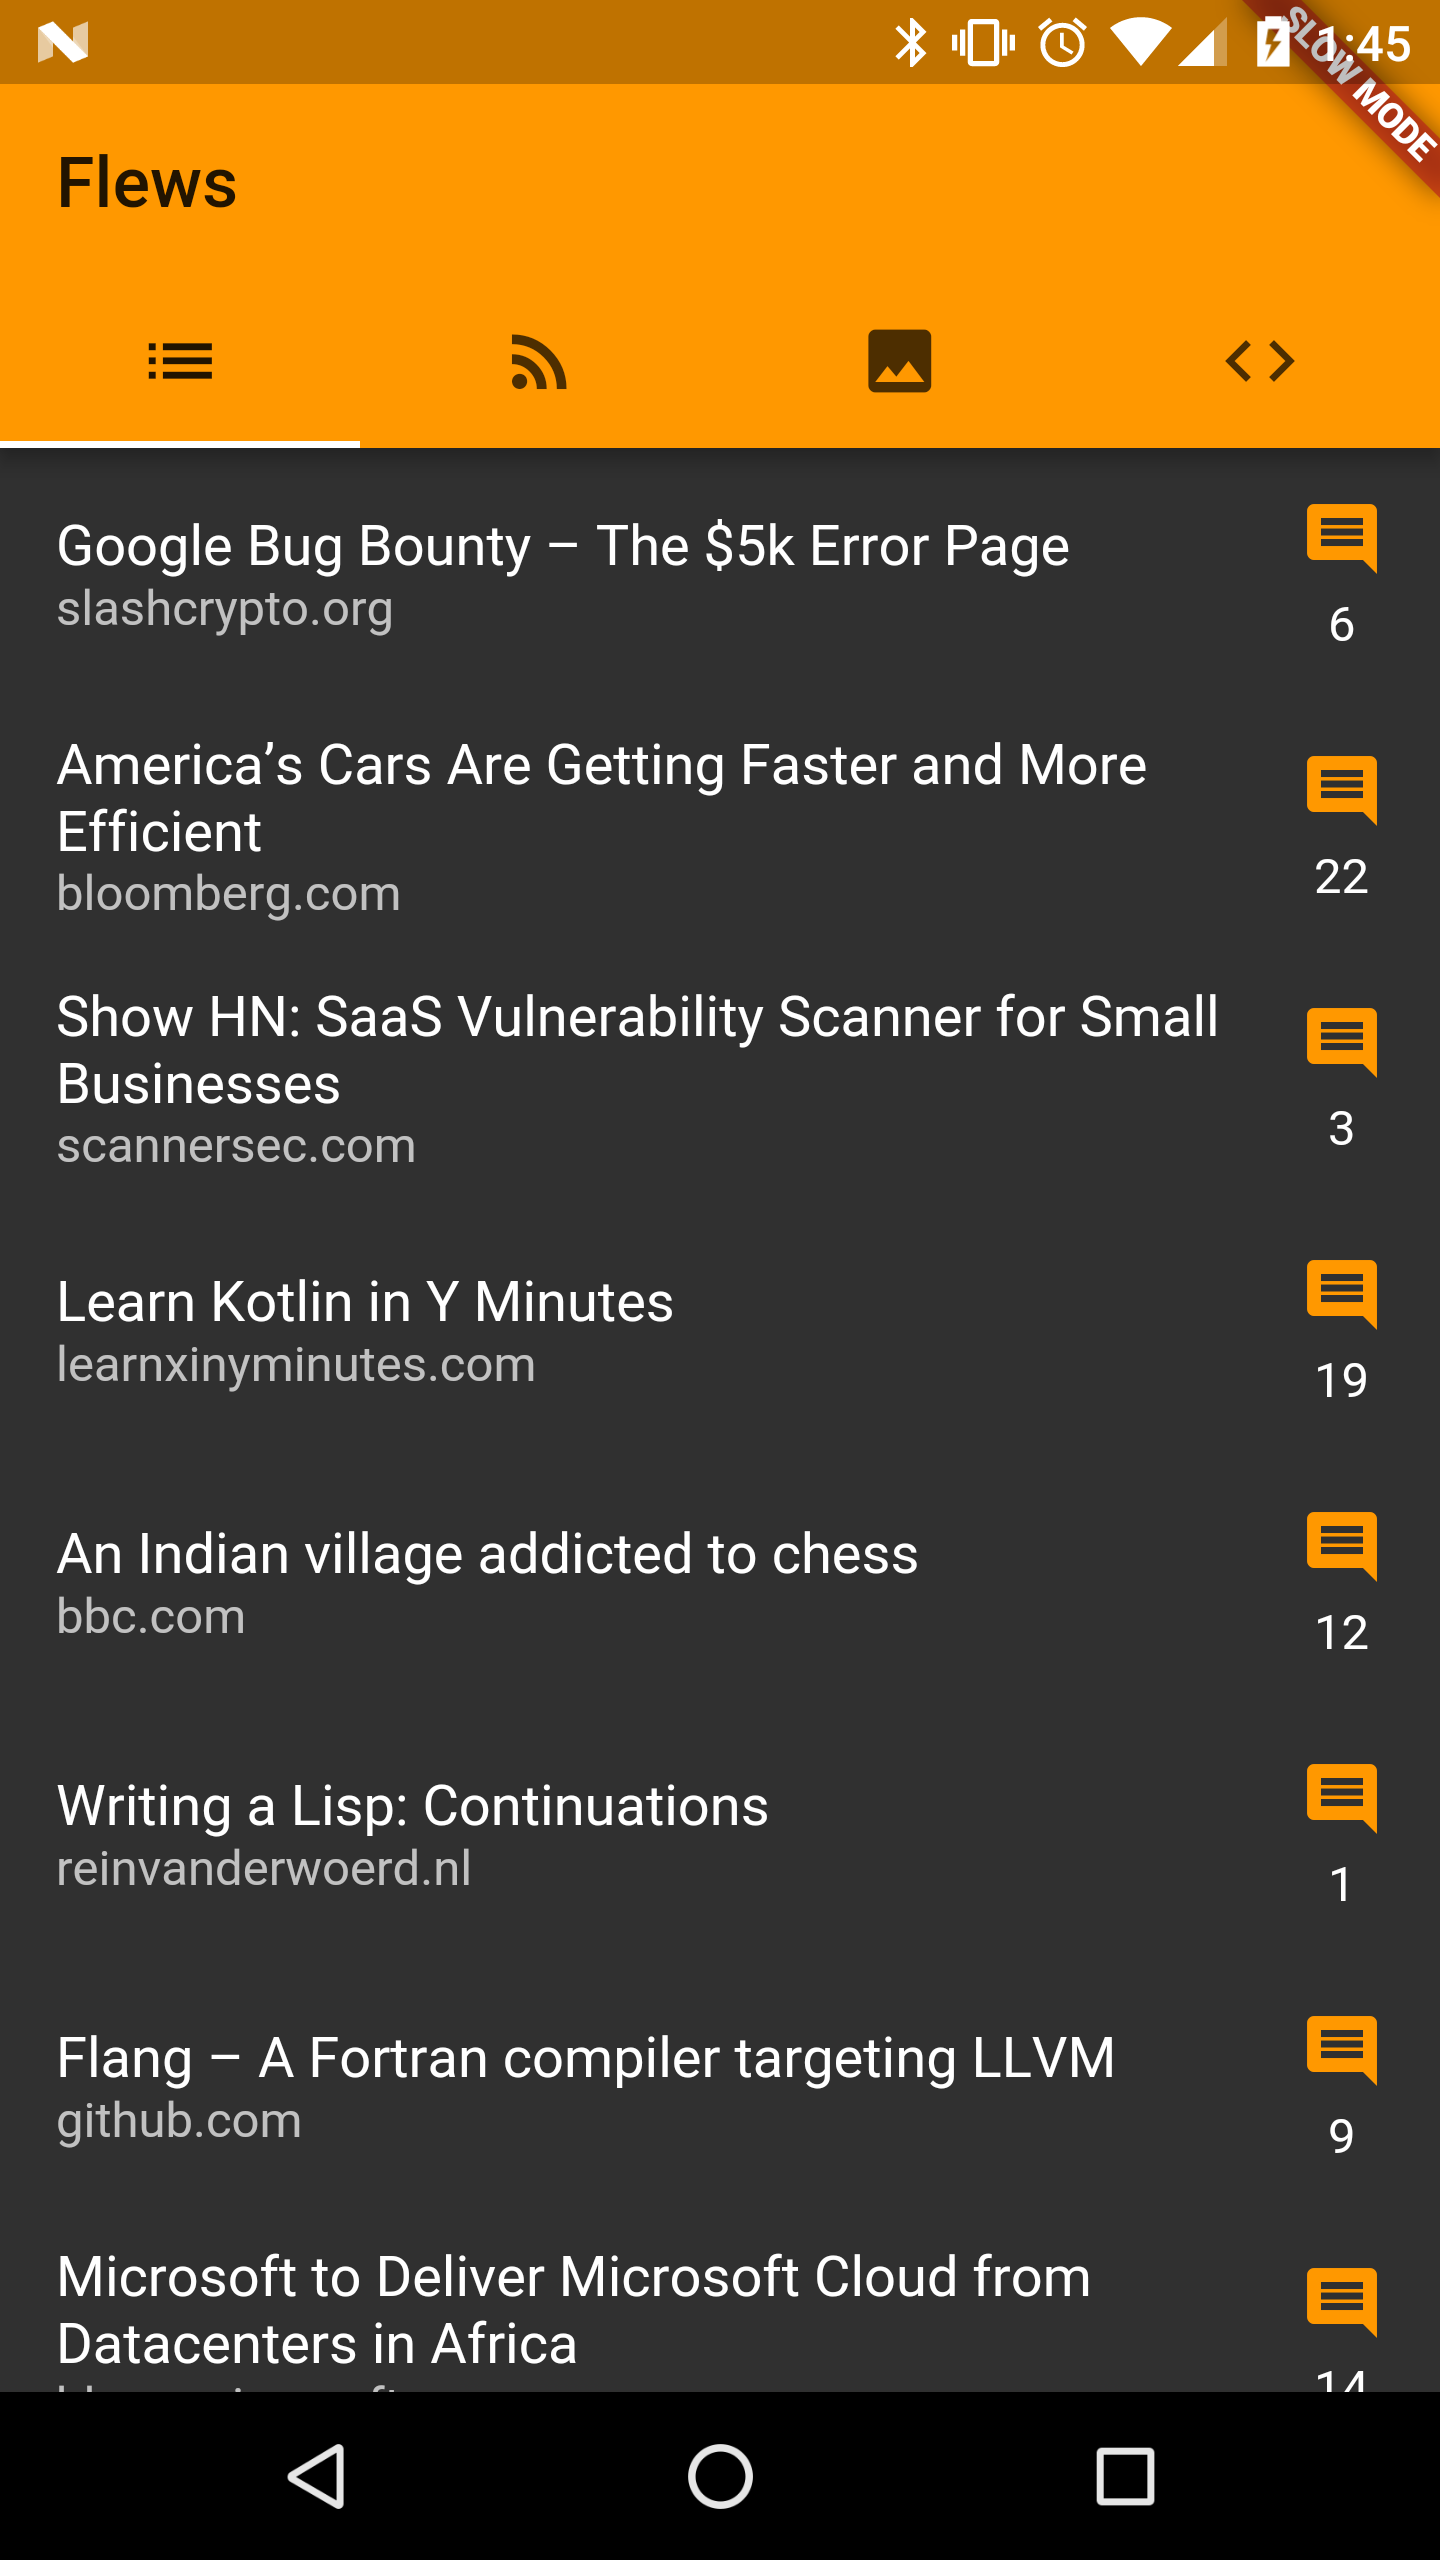 1:45
SLOW MODE
Flews
Google Bug Bounty – The $5k Error Page
slashcrypto.org
6
America’s Cars Are Getting Faster and More
Efficient
bloomberg.com
22
Show HN: SaaS Vulnerability Scanner for Small
Businesses
scannersec.com
3
Learn Kotlin in Y Minutes
learnxinyminutes.com
19
An Indian village addicted to chess
bbc.com
12
Writing a Lisp: Continuations
reinvanderwoerd.nl
1
Flang – A Fortran compiler targeting LLVM
github.com
9
Microsoft to Deliver Microsoft Cloud from
Datacenters in Africa
14